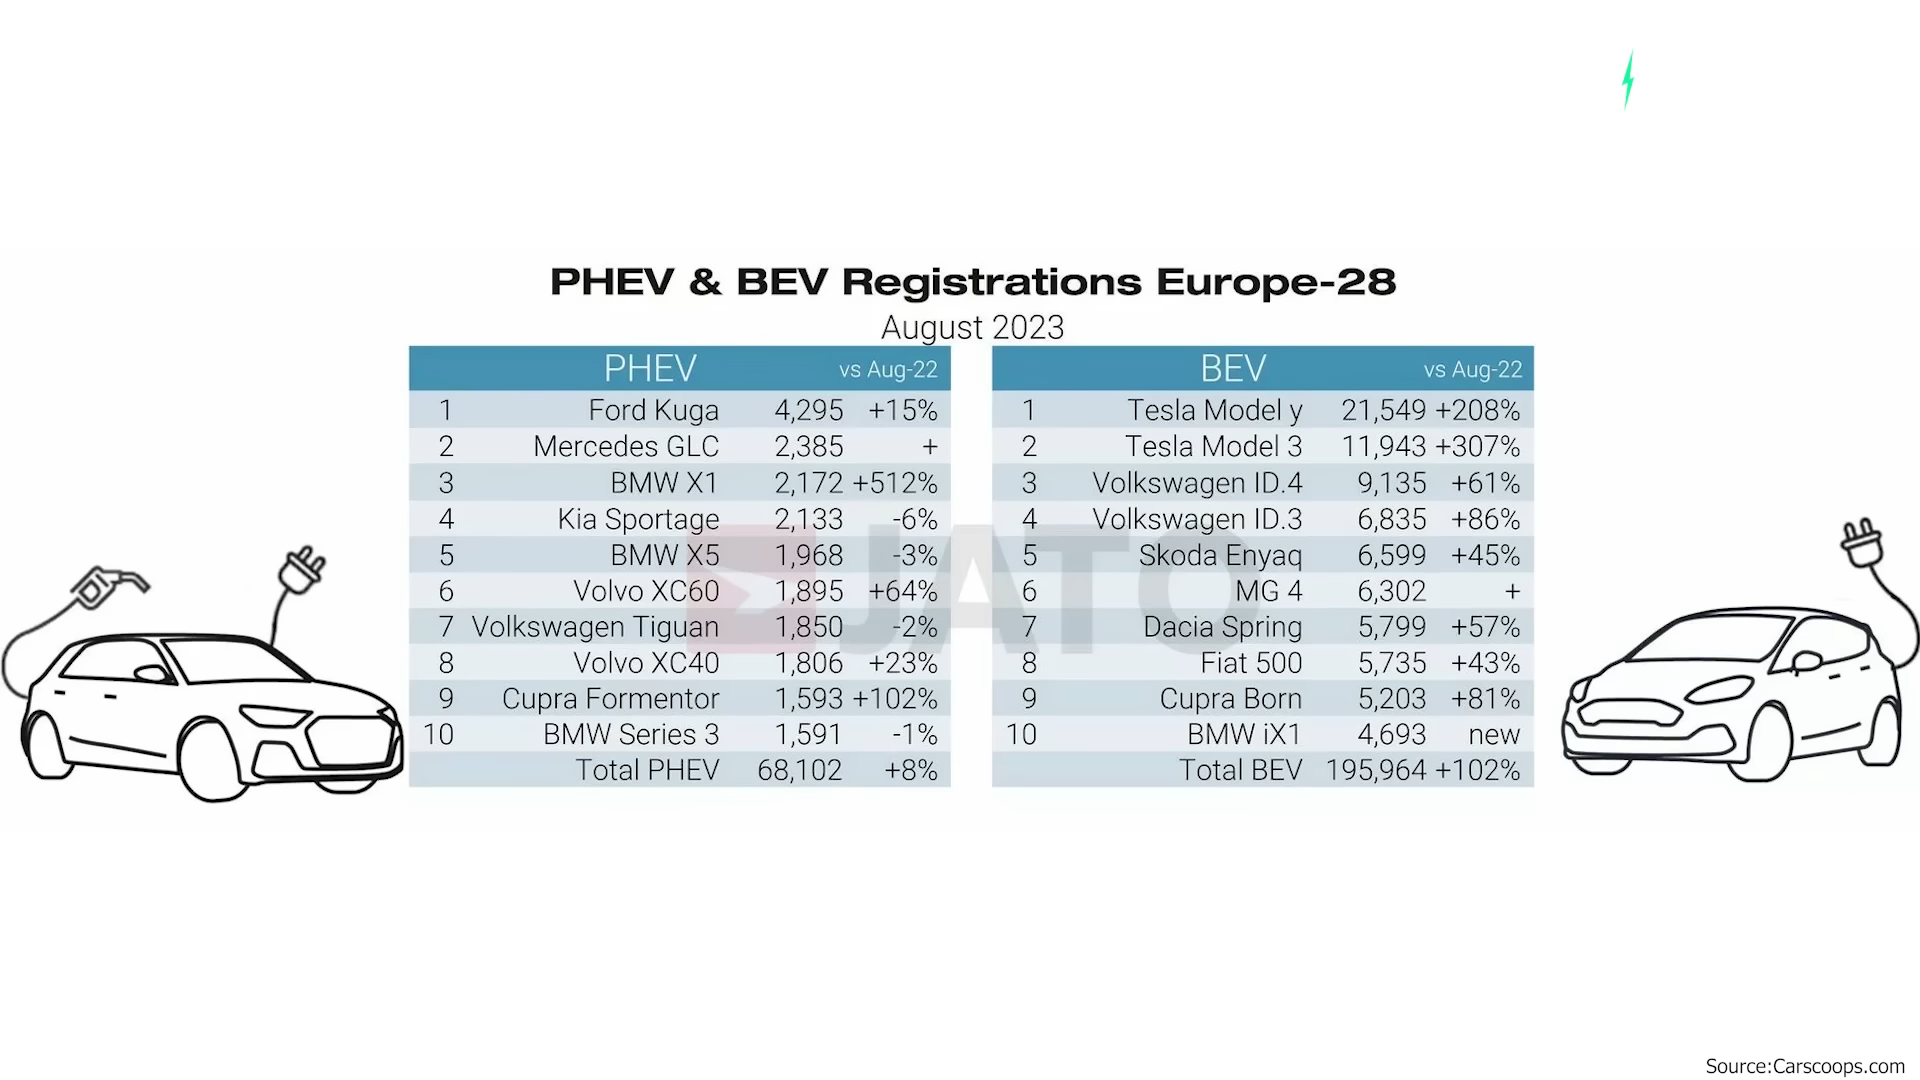 PHEV & BEV Registrations Europe-28
August 2023
PHEV vs Aug-22
1 Ford Kuga 4,295 +15%
2 Mercedes GLC 2,385 +
3 BMW X1 2,172 +512%
4 Kia Sportage 2,133 -6%
5 BMW X5 1,968 -3%
6 Volvo XC60 1,895 +64%
7 Volkswagen Tiguan 1,850 -2%
8 Volvo XC40 1,806 +23%
9 Cupra Formentor 1,593 +102%
10 BMW Series 3 1,591 -1%
Total PHEV 68,102 +8%
BEV vs Aug-22
1 Tesla Model y 21,549 +208%
2 Tesla Model 3 11,943 +307%
3 Volkswagen ID.4 9,135 +61%
4 Volkswagen ID.3 6,835 +86%
5 Skoda Enyaq 6,599 +45%
6 MG 4 6,302 +
7 Dacia Spring 5,799 +57%
8 Fiat 500 5,735 +43%
9 Cupra Born 5,203 +81%
10 BMW iX1 4,693 new
Total BEV 195,964 +102%
JATO
Source:Carscoops.com